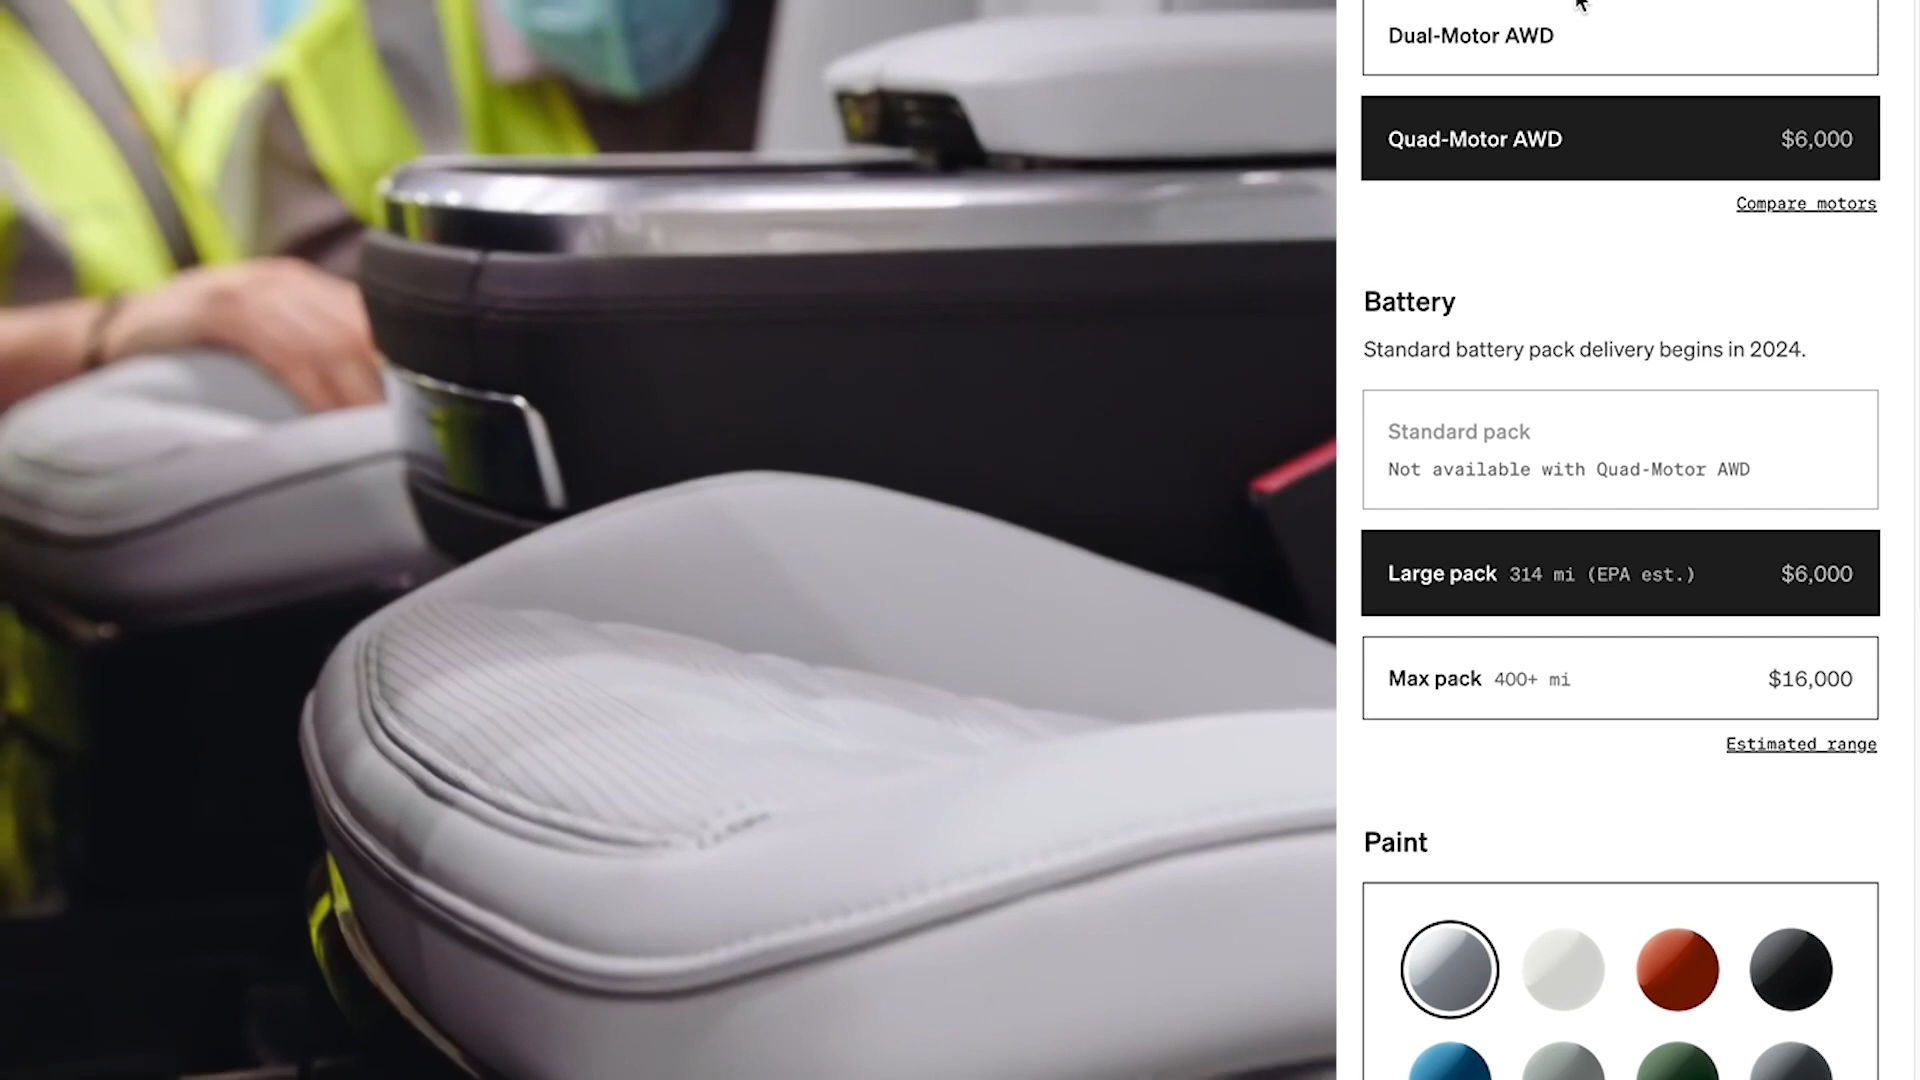 Dual-Motor AWD
Quad-Motor AWD $6,000
Compare motors
Battery
Standard battery pack delivery begins in 2024.
Standard pack
Not available with Quad-Motor AWD
Large pack 314 mi (EPA est.) $6,000
Max pack 400+ mi $16,000
Estimated range
Paint